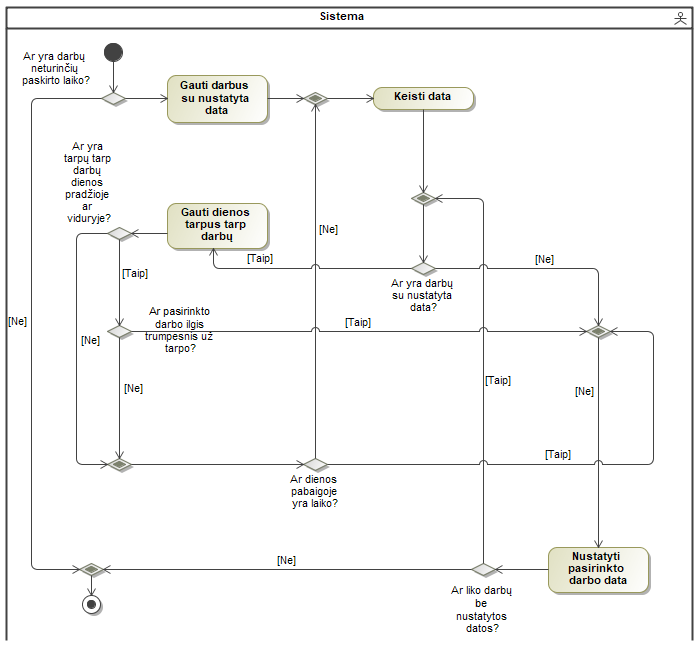 Sistema
Ar yra darbų
neturinčių
paskirto laiko?
Gauti darbus
su nustatyta
data
Keisti data
Ar yra
tarpų tarp
darbų
dienos
pradžioje
ar
viduryje?
Gauti dienos
tarpus tarp
darbų
[Ne]
[Taip]
[Ne]
[Taip]
Ar yra darbų
su nustatyta
data?
[Ne]
Ar pasirinkto
darbo ilgis
trumpesnis už
tarpo?
[Taip]
[Ne]
[Taip]
[Ne]
[Ne]
[Taip]
Ar dienos
pabaigoje
yra laiko?
[Ne]
Nustatyti
pasirinkto
darbo data
Ar liko darbų
be
nustatytos
datos?